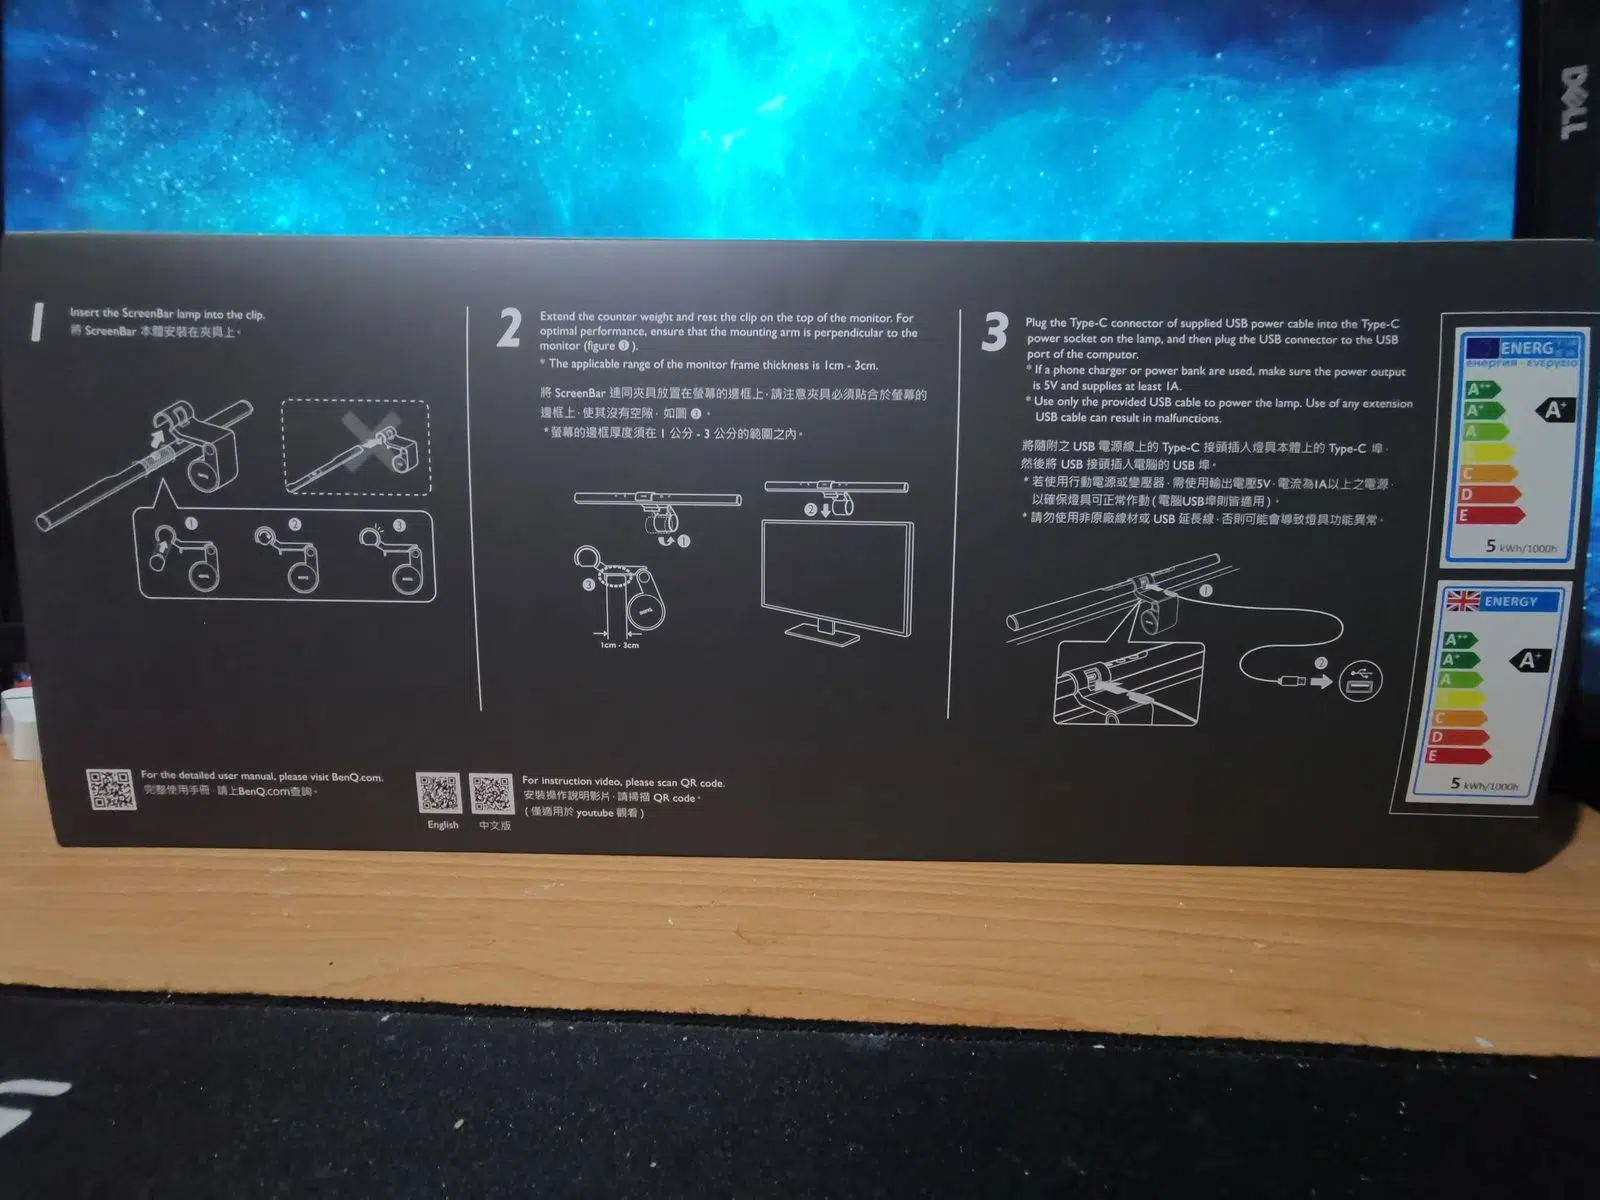 DELL
1
Insert the ScreenBar lamp into the clip.
將 ScreenBar 本體安裝在夾具上。
1
2
3
2
Extend the counter weight and rest the clip on the top of the monitor. For
optimal performance, ensure that the mounting arm is perpendicular to the
monitor (figure ❸ ).
* The applicable range of the monitor frame thickness is 1cm - 3cm.
將 ScreenBar 連同夾具放置在螢幕的邊框上，請注意夾具必須貼合於螢幕的
邊框上，使其沒有空隙，如圖 ❸ 。
*螢幕的邊框厚度須在 1 公分 - 3 公分的範圍之內。
1
2
3
1cm - 3cm
3
Plug the Type-C connector of supplied USB power cable into the Type-C
power socket on the lamp, and then plug the USB connector to the USB
port of the computor.
* If a phone charger or power bank are used, make sure the power output
is 5V and supplies at least 1A.
* Use only the provided USB cable to power the lamp. Use of any extension
USB cable can result in malfunctions.
將隨附之 USB 電源線上的 Type-C 接頭插入燈具本體上的 Type-C 埠，
然後將 USB 接頭插入電腦的 USB 埠。
* 若使用行動電源或變壓器，需使用輸出電壓5V，電流為1A以上之電源，
以確保燈具可正常作動 ( 電腦USB埠則皆適用 ) 。
* 請勿使用非原廠線材或 USB 延長線，否則可能會導致燈具功能異常。
1
2
ENERG
енергия · ενεργεια
A++
A+
A
C
D
E
A+
5 kWh/1000h
ENERGY
A++
A+
A
C
D
E
A+
5 kWh/1000h
For the detailed user manual, please visit BenQ.com.
完整使用手冊，請上BenQ.com查詢。
For instruction video, please scan QR code.
安裝操作說明影片，請掃描 QR code。
( 僅適用於 youtube 觀看 )
English
中文版